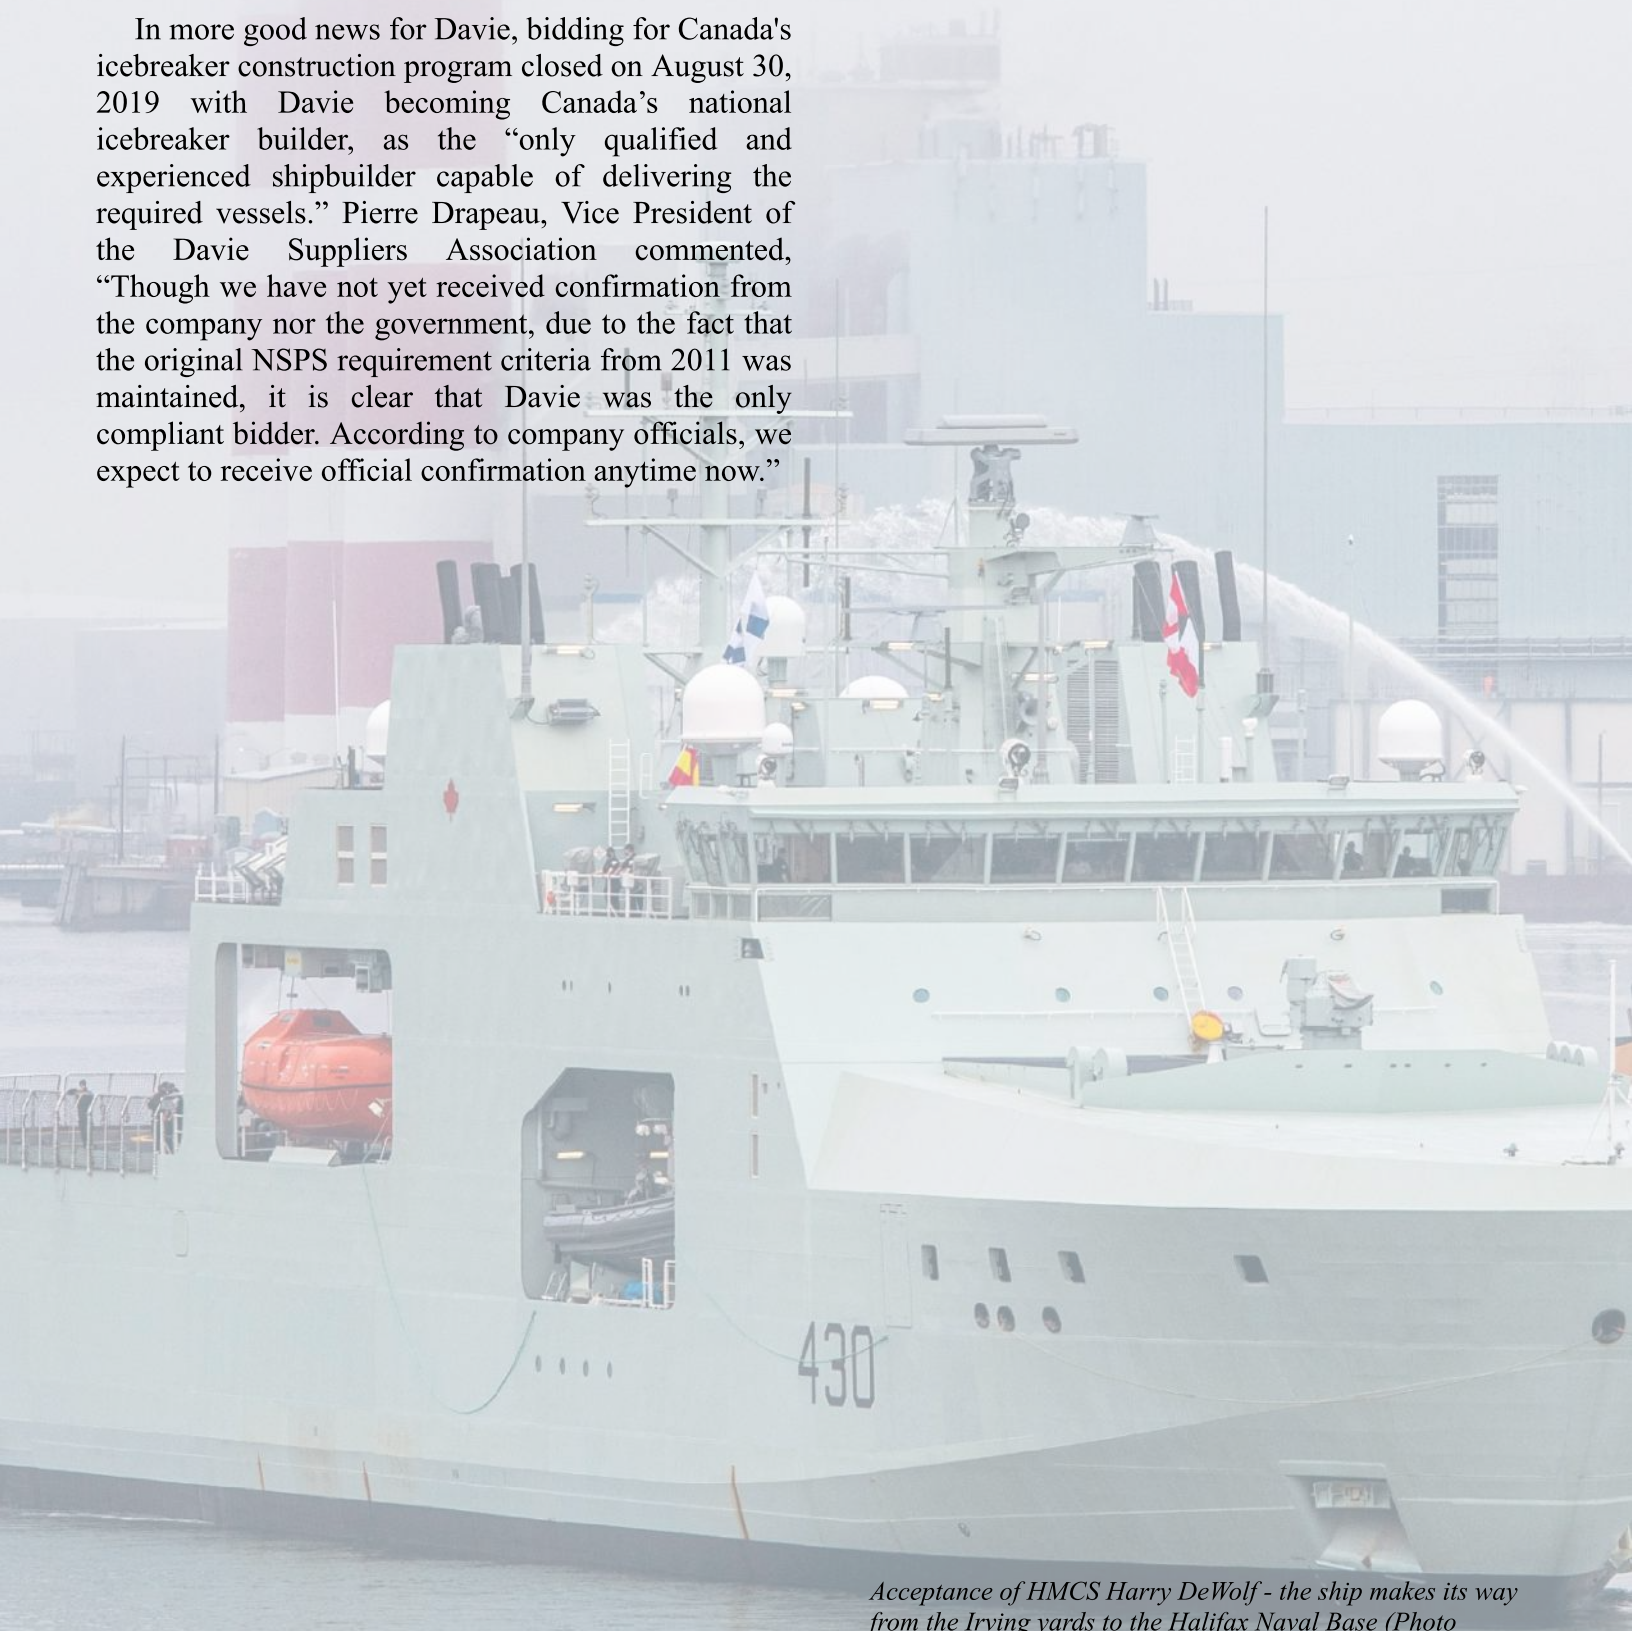 In more good news for Davie, bidding for Canada's
icebreaker construction program closed on August 30,
2019 with Davie becoming Canada’s national
icebreaker builder, as the “only qualified and
experienced shipbuilder capable of delivering the
required vessels.” Pierre Drapeau, Vice President of
the Davie Suppliers Association commented,
“Though we have not yet received confirmation from
the company nor the government, due to the fact that
the original NSPS requirement criteria from 2011 was
maintained, it is clear that Davie was the only
compliant bidder. According to company officials, we
expect to receive official confirmation anytime now.”
430
Acceptance of HMCS Harry DeWolf - the ship makes its way
from the Irving yards to the Halifax Naval Base (Photo